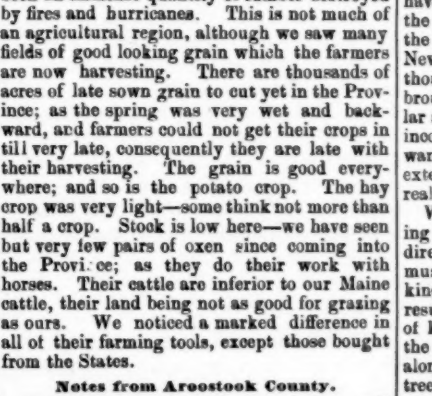 by fires and hurricanes. This is not much of
an agricultural region, although we saw many
fields of good looking grain which the farmers
are now harvesting. There are thousands of
acres of late sown grain to cut yet in the Prov-
ince; as the spring was very wet and back-
ward, and farmers could not get their crops in
till very late, consequently they are late with
their harvesting. The grain is good every-
where; and so is the potato crop. The hay
crop was very light—some think not more than
half a crop. Stock is low here—we have seen
but very few pairs of oxen since coming into
the Provi. ce; as they do their work with
horses. Their cattle are inferior to our Maine
cattle, their land being not as good for grazing
as ours. We noticed a marked difference in
all of their farming tools, except those bought
from the States.
Notes from Aroostook County.